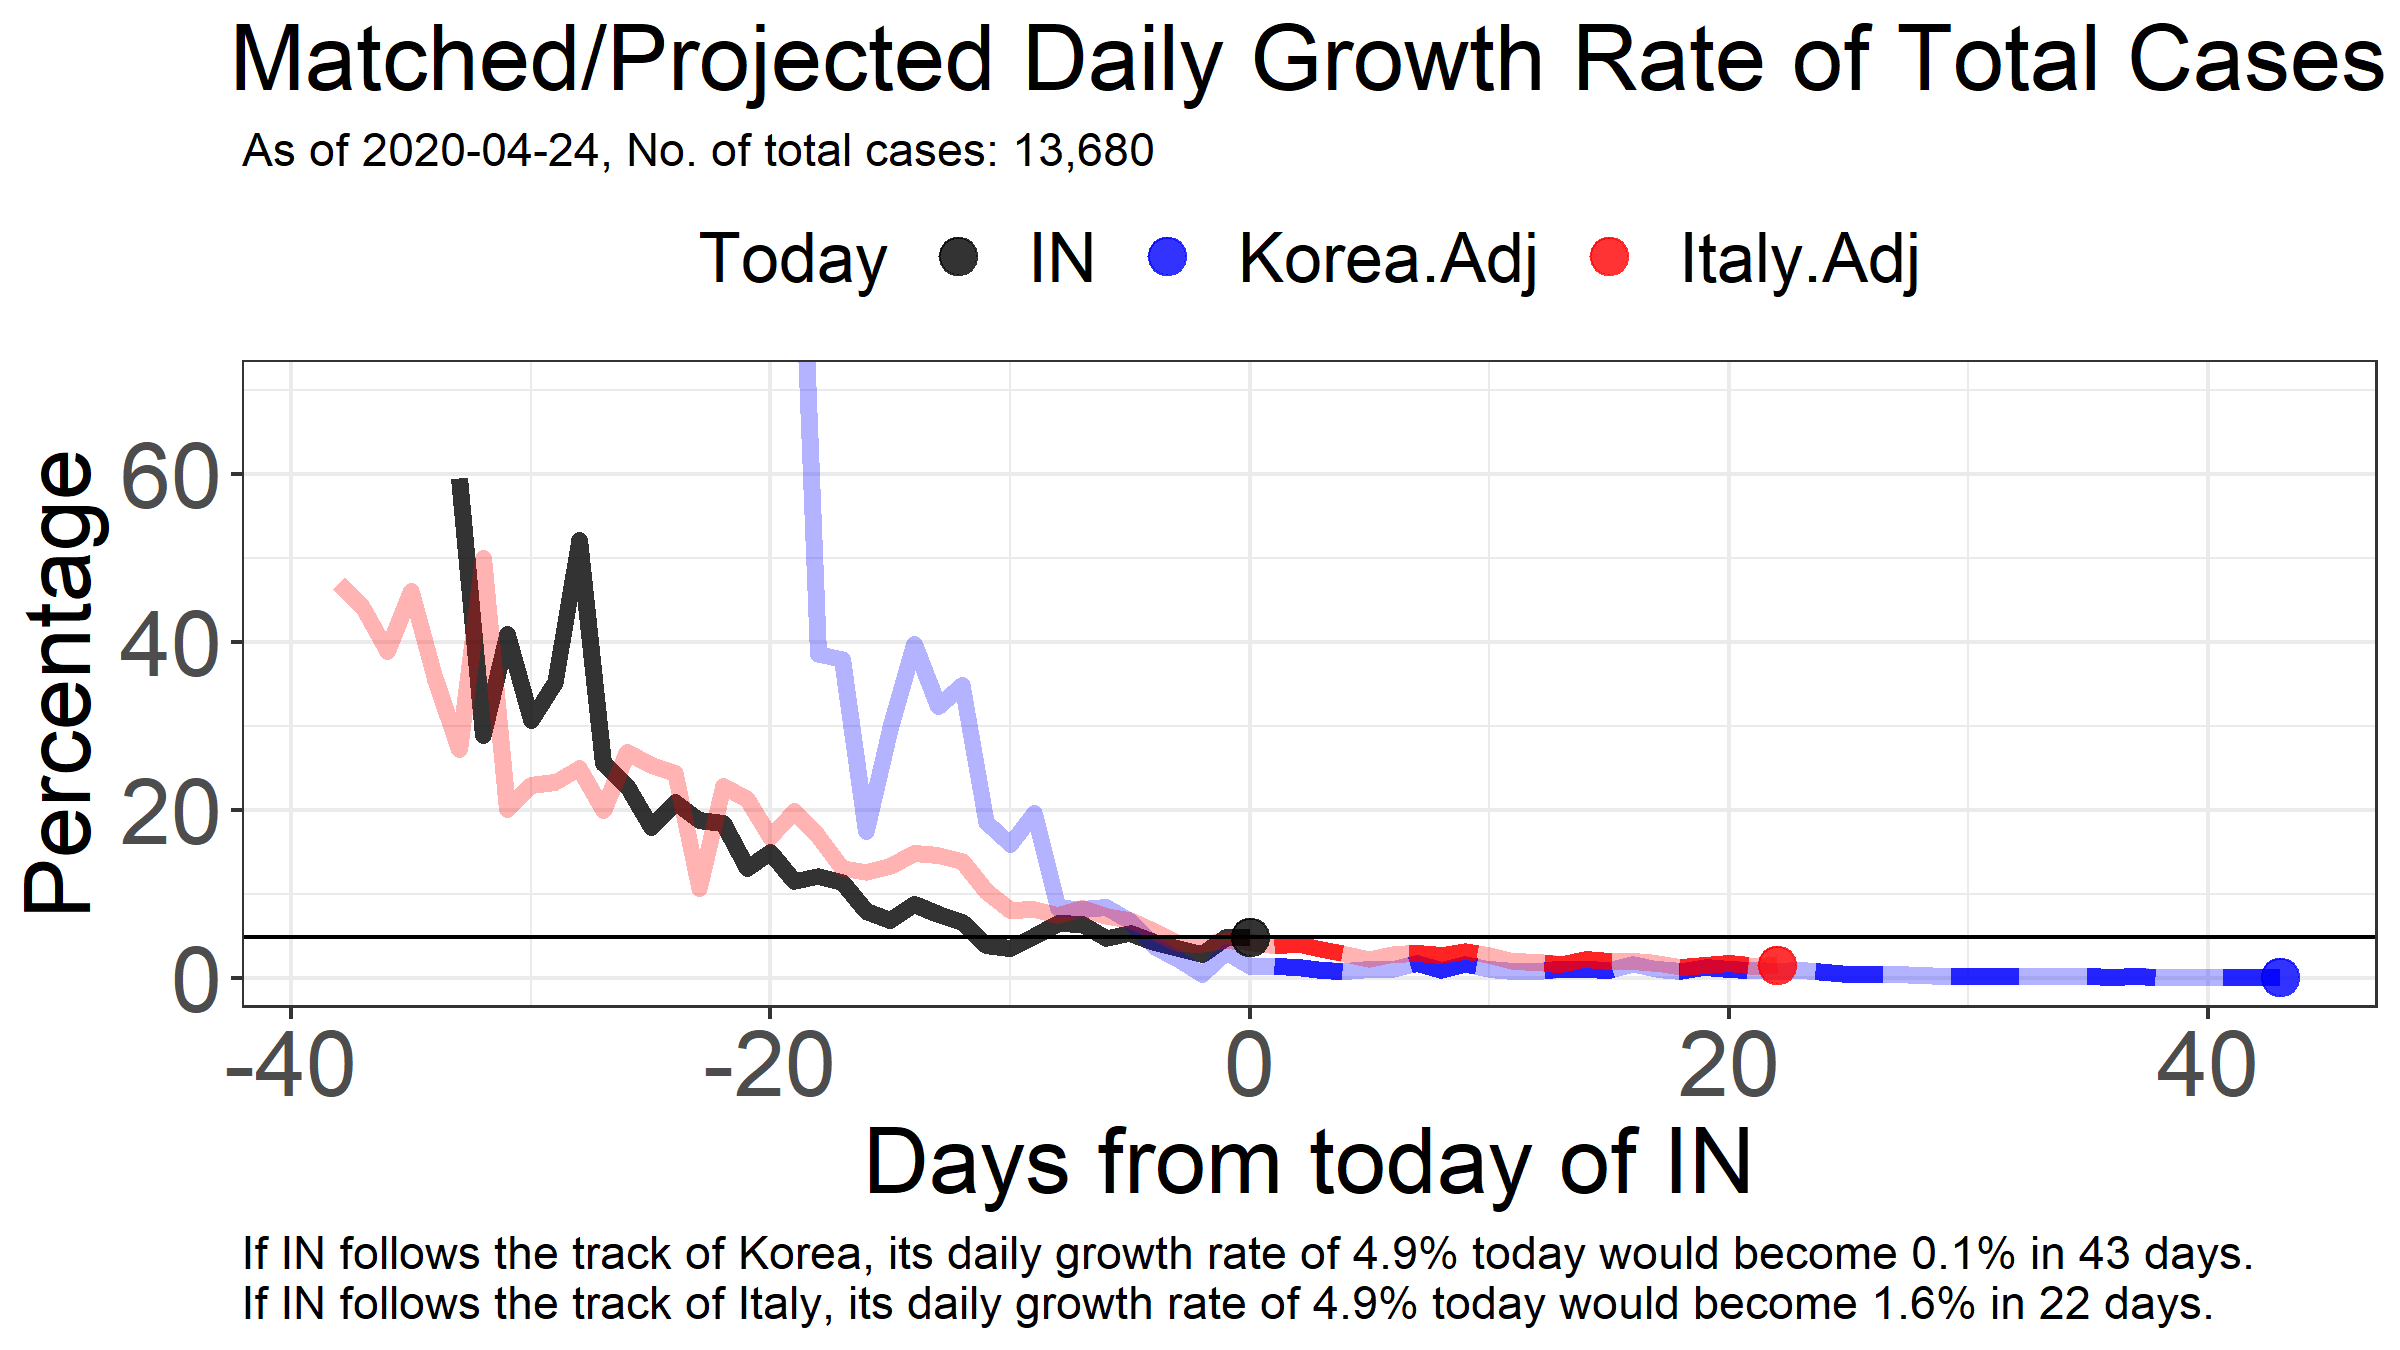 Matched/Projected Daily Growth Rate of Total Cases
As of 2020-04-24, No. of total cases: 13,680
Today IN Korea.Adj Italy.Adj
Percentage
60
40
20
0
-40 -20 0 20 40
Days from today of IN
If IN follows the track of Korea, its daily growth rate of 4.9% today would become 0.1% in 43 days.
If IN follows the track of Italy, its daily growth rate of 4.9% today would become 1.6% in 22 days.